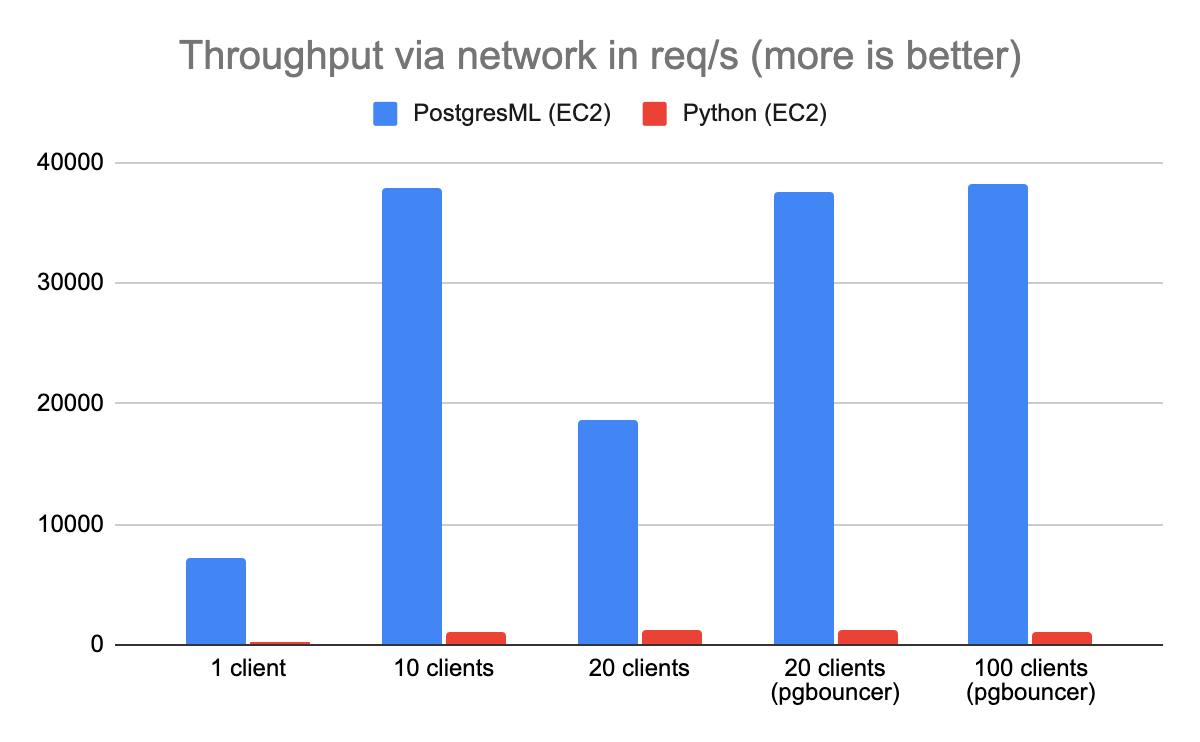 Throughput via network in req/s (more is better)
PostgresML (EC2) Python (EC2)
40000
30000
20000
10000
0
1 client 10 clients 20 clients 20 clients 100 clients
(pgbouncer) (pgbouncer)